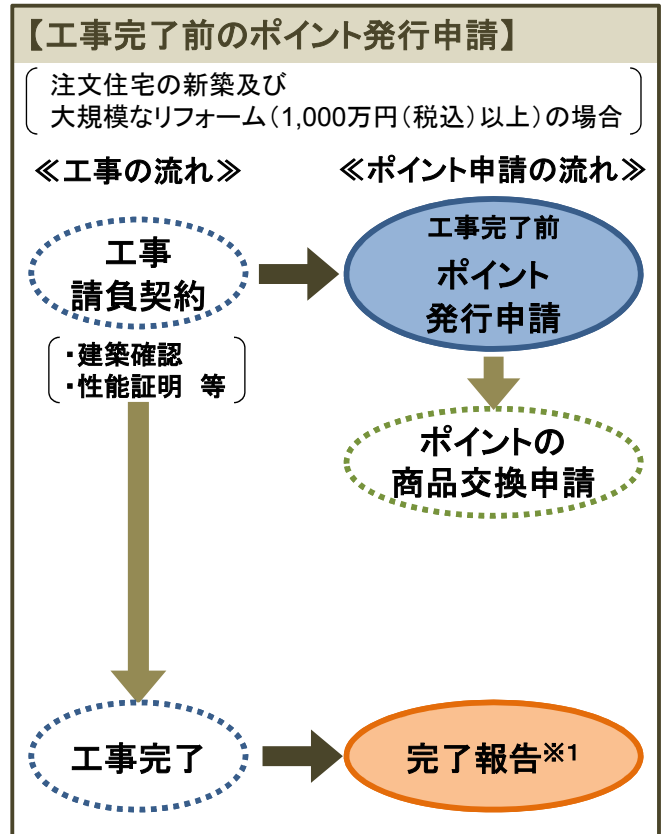 【工事完了前のポイント発行申請】
注文住宅の新築及び
大規模なリフォーム（1,000万円（税込）以上）の場合
≪工事の流れ≫
≪ポイント申請の流れ≫
工事
請負契約
工事完了前
ポイント
発行申請
・建築確認
・性能証明　等
ポイントの
商品交換申請
工事完了
完了報告※1